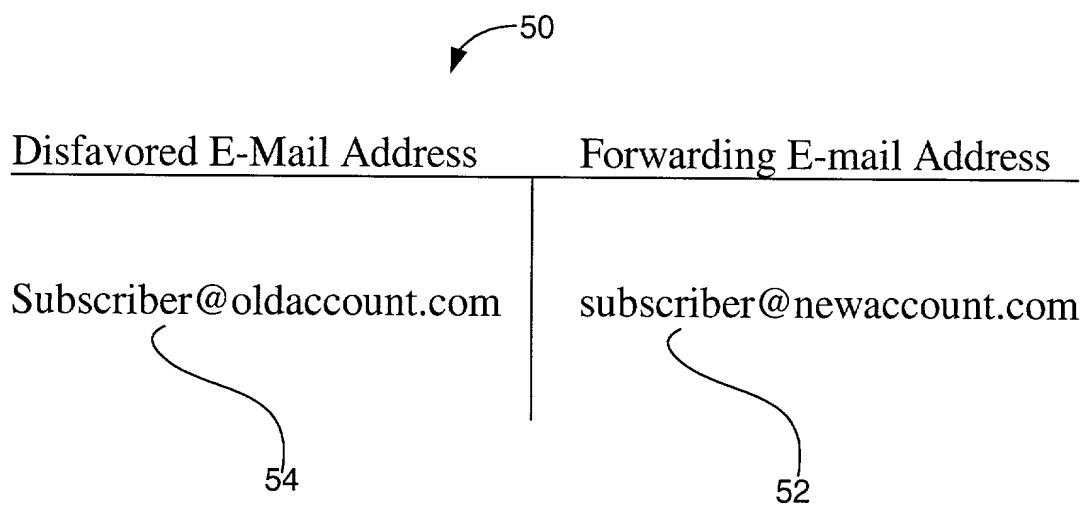 50
Disfavored E-Mail Address Forwarding E-mail Address
Subscriber@oldaccount.com subscriber@newaccount.com
54 52